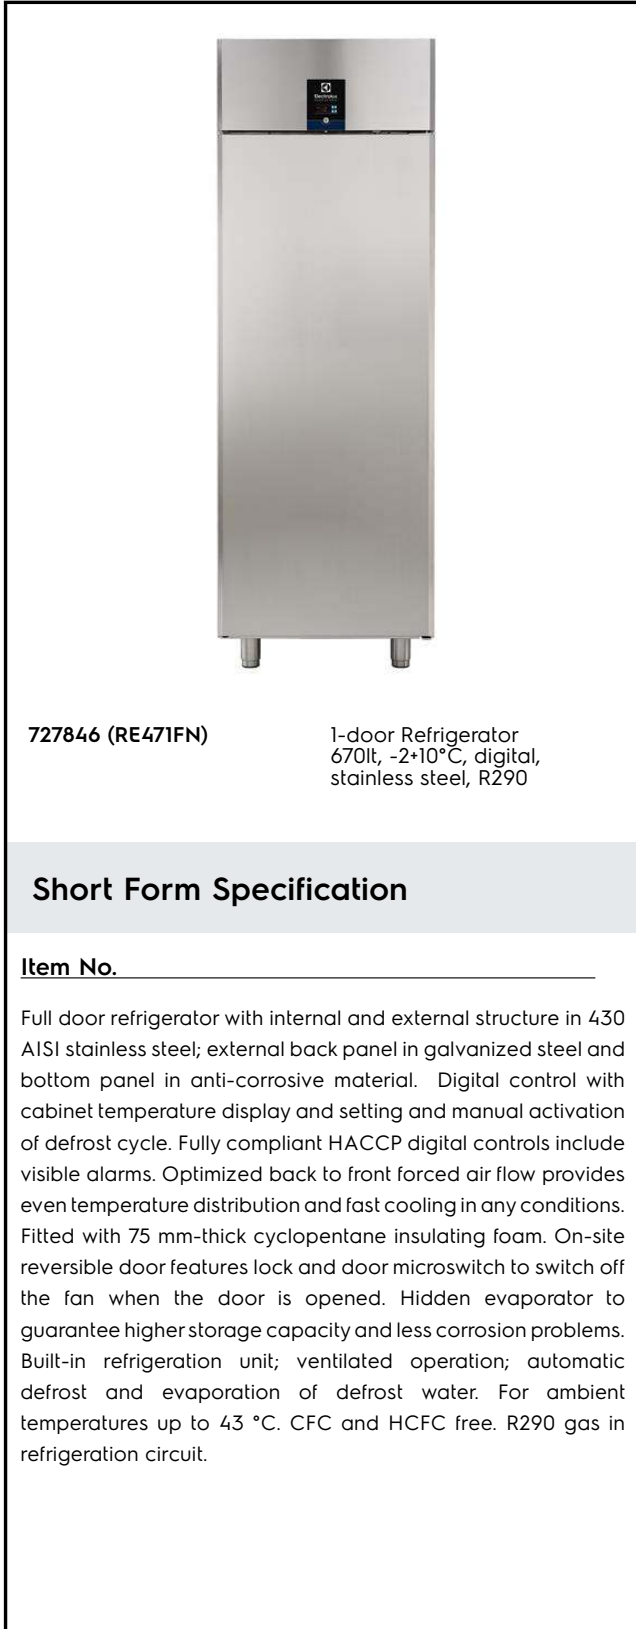 Electrolux
727846 (RE471FN)
1-door Refrigerator
670lt, -2+10°C, digital,
stainless steel, R290
Short Form Specification
Item No.
Full door refrigerator with internal and external structure in 430
AISI stainless steel; external back panel in galvanized steel and
bottom panel in anti-corrosive material. Digital control with
cabinet temperature display and setting and manual activation
of defrost cycle. Fully compliant HACCP digital controls include
visible alarms. Optimized back to front forced air flow provides
even temperature distribution and fast cooling in any conditions.
Fitted with 75 mm-thick cyclopentane insulating foam. On-site
reversible door features lock and door microswitch to switch off
the fan when the door is opened. Hidden evaporator to
guarantee higher storage capacity and less corrosion problems.
Built-in refrigeration unit; ventilated operation; automatic
defrost and evaporation of defrost water. For ambient
temperatures up to 43 °C. CFC and HCFC free. R290 gas in
refrigeration circuit.